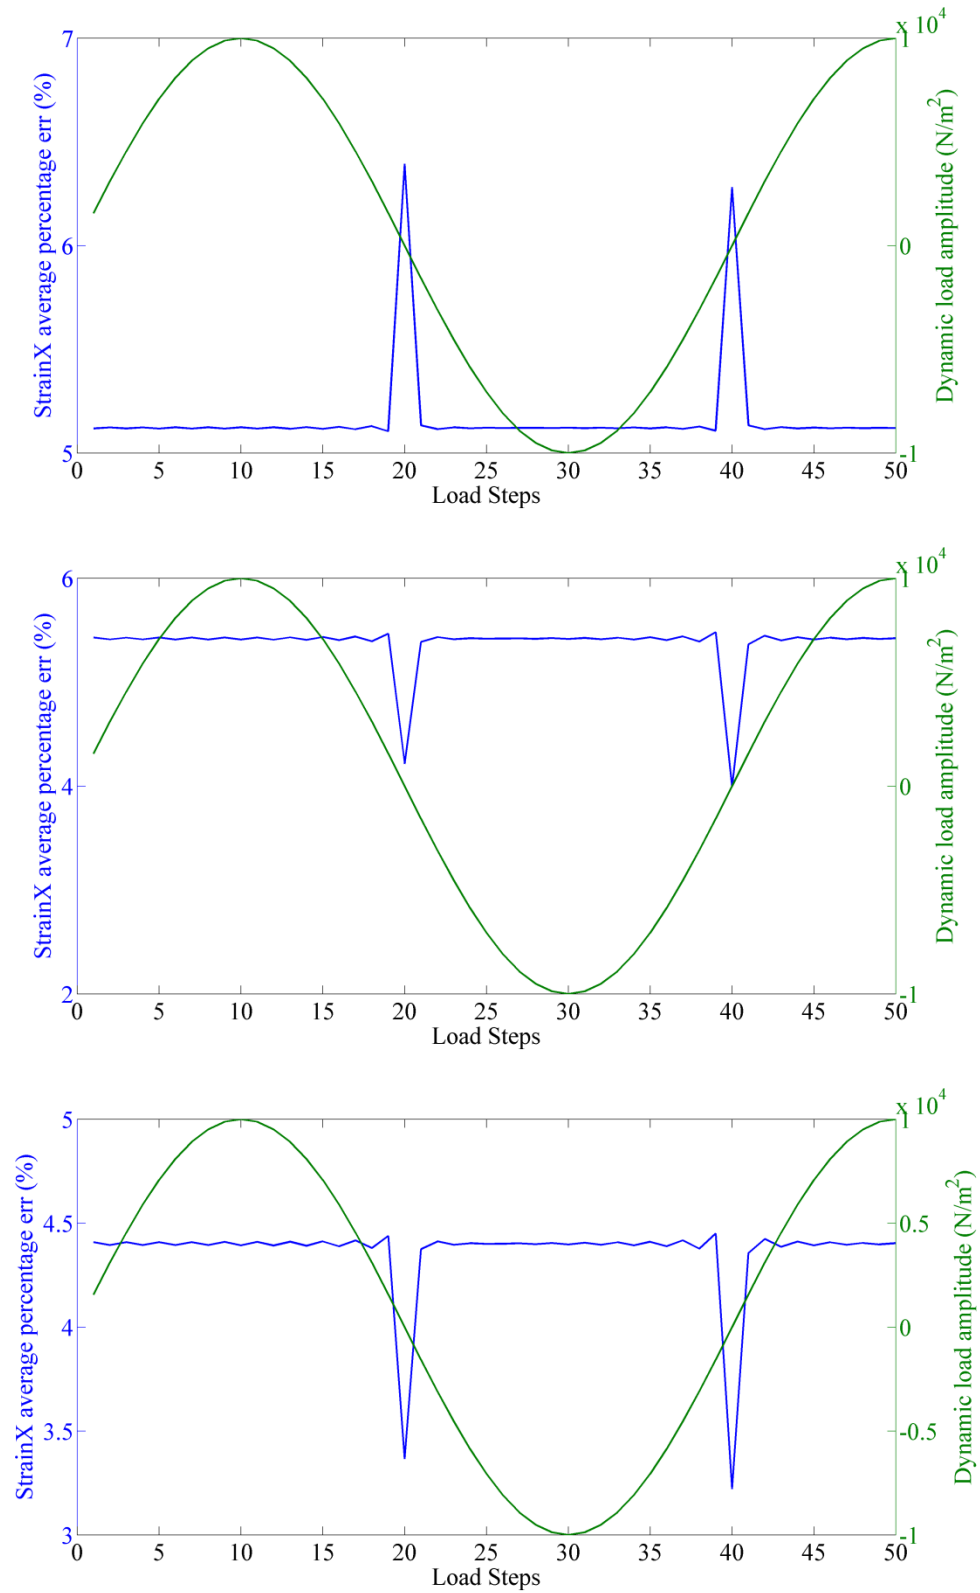 x 10^4
7
6
5
StrainX average percentage err (%)
1
0
-1
Dynamic load amplitude (N/m^2)
0 5 10 15 20 25 30 35 40 45 50
Load Steps
x 10^4
6
4
2
StrainX average percentage err (%)
1
0
-1
Dynamic load amplitude (N/m^2)
0 5 10 15 20 25 30 35 40 45 50
Load Steps
x 10^4
5
4.5
4
3.5
3
StrainX average percentage err (%)
1
0.5
0
-0.5
-1
Dynamic load amplitude (N/m^2)
0 5 10 15 20 25 30 35 40 45 50
Load Steps